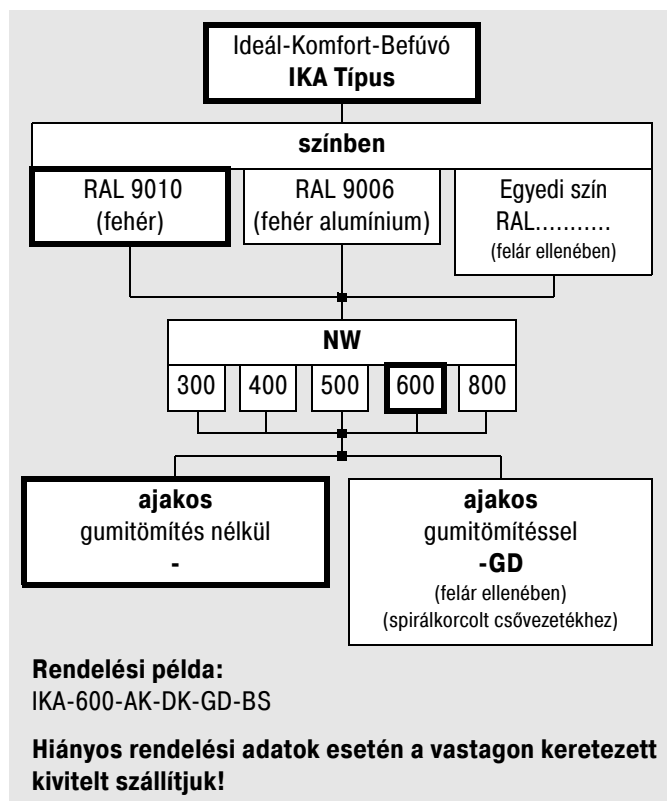 Ideál-Komfort-Befúvó
IKA Típus
színben
RAL 9010
(fehér)
RAL 9006
(fehér alumínium)
Egyedi szín
RAL...........
(felár ellenében)
NW
300 400 500 600 800
ajakos
gumitömítés nélkül
-
ajakos
gumitömítéssel
-GD
(felár ellenében)
(spirálkorcolt csővezetékhez)
Rendelési példa:
IKA-600-AK-DK-GD-BS
Hiányos rendelési adatok esetén a vastagon keretezett
kivitelt szállítjuk!